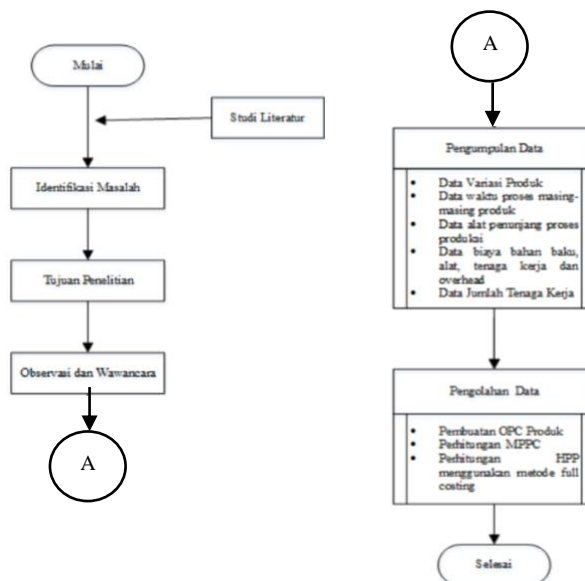 Mulai
Studi Literatur
Identifikasi Masalah
Tujuan Penelitian
Observasi dan Wawancara
A
A
Pengumpulan Data
• Data Variasi Produk
• Data waktu proses masing-
masing produk
• Data alat penunjang proses
produksi
• Data biaya bahan baku,
alat, tenaga kerja dan
overhead
• Data Jumlah Tenaga Kerja
Pengolahan Data
• Pembuatan OPC Produk
• Perhitungan MPPC
• Perhitungan HPP
menggunakan metode full
costing
Selesai